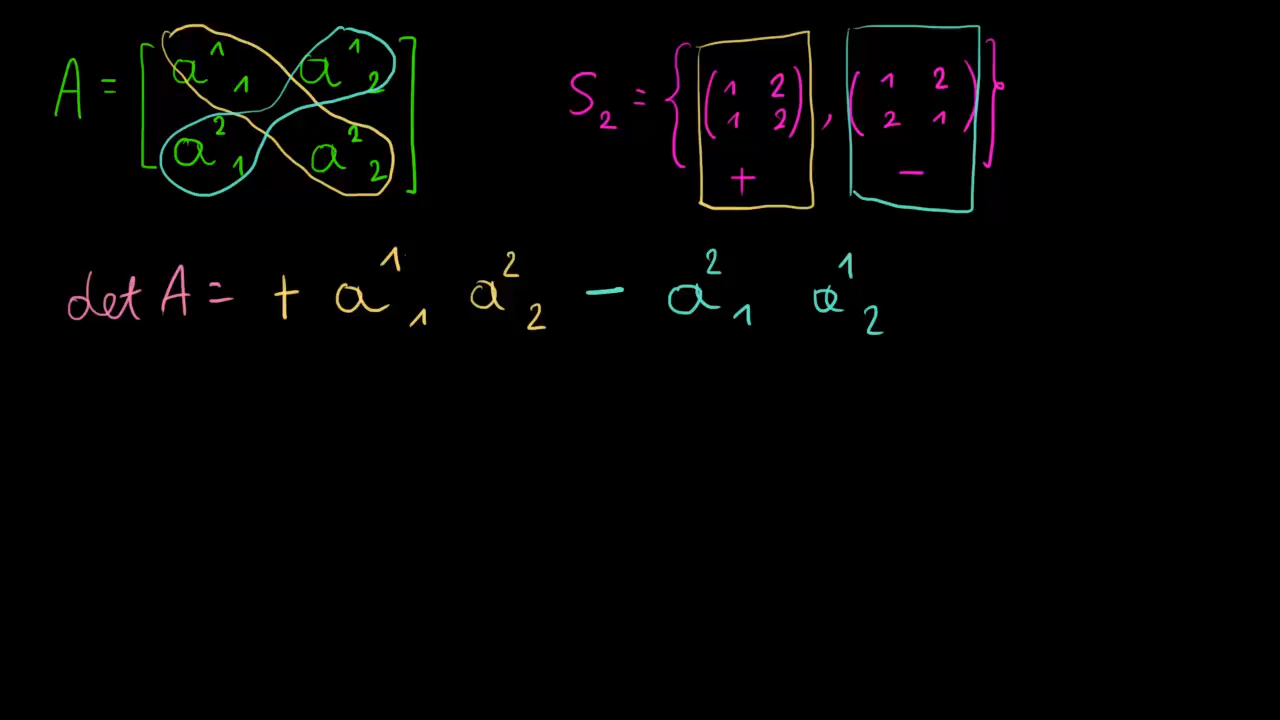 A = [ a¹₁ a¹₂ a²₁ a²₂ ]
S₂ = { ( 1 2 1 2 ) , ( 1 2 2 1 ) }
+ −
det A = + a¹₁ a²₂ − a²₁ a¹₂